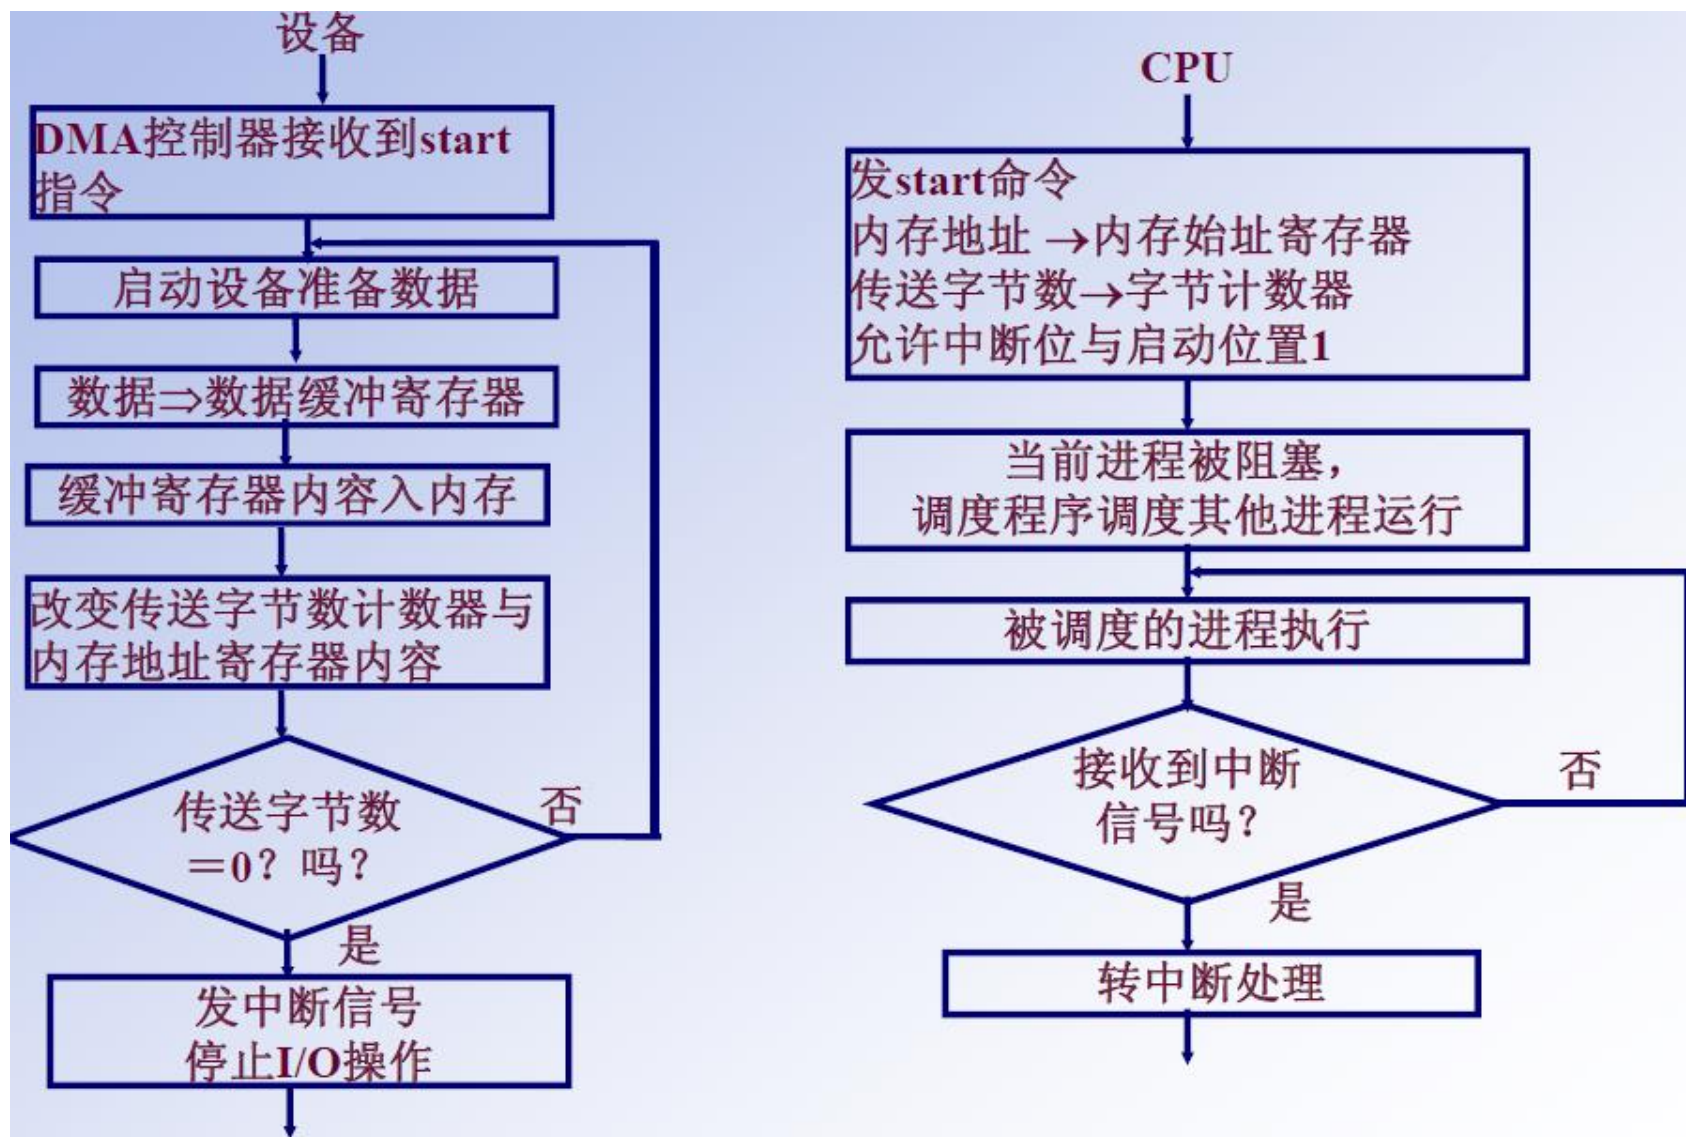 设备
DMA控制器接收到start
指令
启动设备准备数据
数据⇒数据缓冲寄存器
缓冲寄存器内容入内存
改变传送字节数计数器与
内存地址寄存器内容
传送字节数
＝0？吗？
否
是
发中断信号
停止I/O操作
CPU
发start命令
内存地址 →内存始址寄存器
传送字节数→字节计数器
允许中断位与启动位置1
当前进程被阻塞，
调度程序调度其他进程运行
被调度的进程执行
接收到中断
信号吗？
否
是
转中断处理